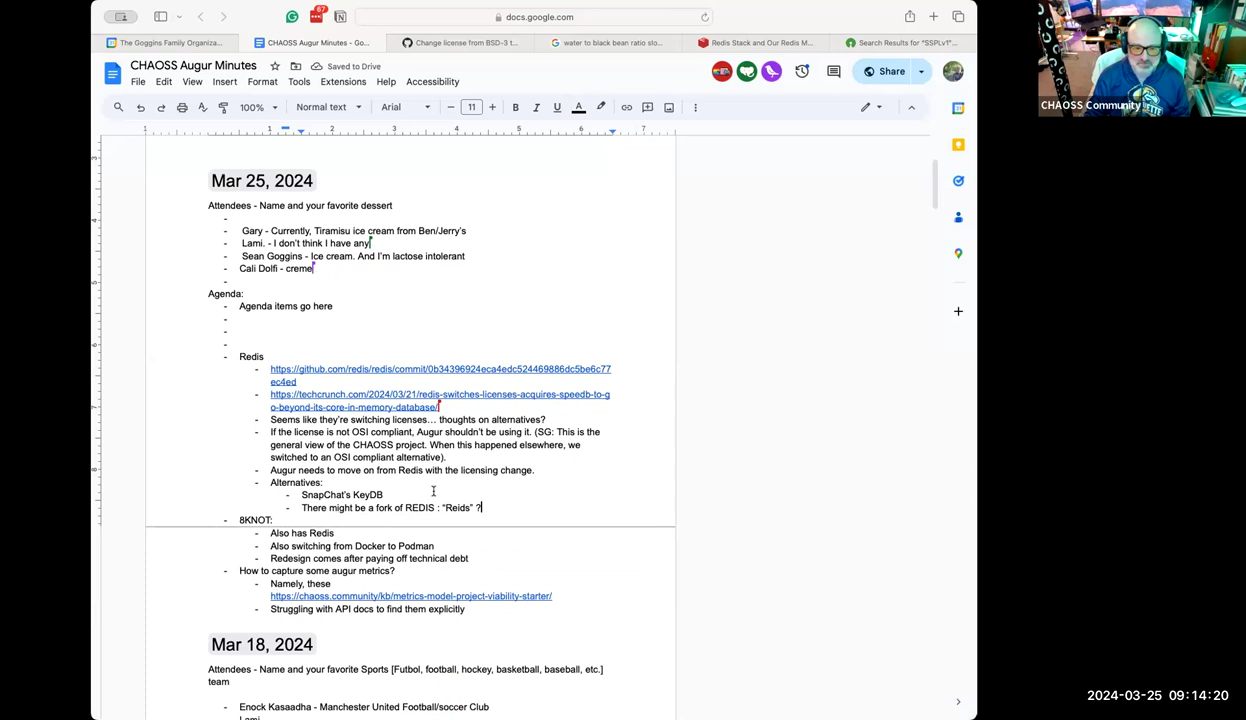 67
docs.google.com
The Goggins Family Organiza...
CHAOSS Augur Minutes - Go...
Change license from BSD-3 t...
water to black bean ratio slo...
Redis Stack and Our Redis M...
Search Results for "SSPLv1"...
CHAOSS Augur Minutes
Saved to Drive
File Edit View Insert Format Tools Extensions Help Accessibility
Share
100% Normal text Arial 11 B I U A
1 1 2 3 4 5 6 7
Mar 25, 2024
Attendees - Name and your favorite dessert
-
- Gary - Currently, Tiramisu ice cream from Ben/Jerry's
- Lami. - I don't think I have any
- Sean Goggins - Ice cream. And I'm lactose intolerant
- Cali Dolfi - creme
-
Agenda:
- Agenda items go here
-
-
-
- Redis
- https://github.com/redis/redis/commit/0b34396924eca4edc524469886dc5be6c77
ec4ed
- https://techcrunch.com/2024/03/21/redis-switches-licenses-acquires-speedb-to-g
o-beyond-its-core-in-memory-database/
- Seems like they're switching licenses... thoughts on alternatives?
- If the license is not OSI compliant, Augur shouldn't be using it. (SG: This is the
general view of the CHAOSS project. When this happened elsewhere, we
switched to an OSI compliant alternative).
- Augur needs to move on from Redis with the licensing change.
- Alternatives:
- SnapChat's KeyDB
- There might be a fork of REDIS : "Reids" ?
- 8KNOT:
- Also has Redis
- Also switching from Docker to Podman
- Redesign comes after paying off technical debt
- How to capture some augur metrics?
- Namely, these
https://chaoss.community/kb/metrics-model-project-viability-starter/
- Struggling with API docs to find them explicitly
Mar 18, 2024
Attendees - Name and your favorite Sports [Futbol, football, hockey, basketball, baseball, etc.]
team
- Enock Kasaadha - Manchester United Football/soccer Club
Lami
CHAOSS Community
2024-03-25 09:14:20